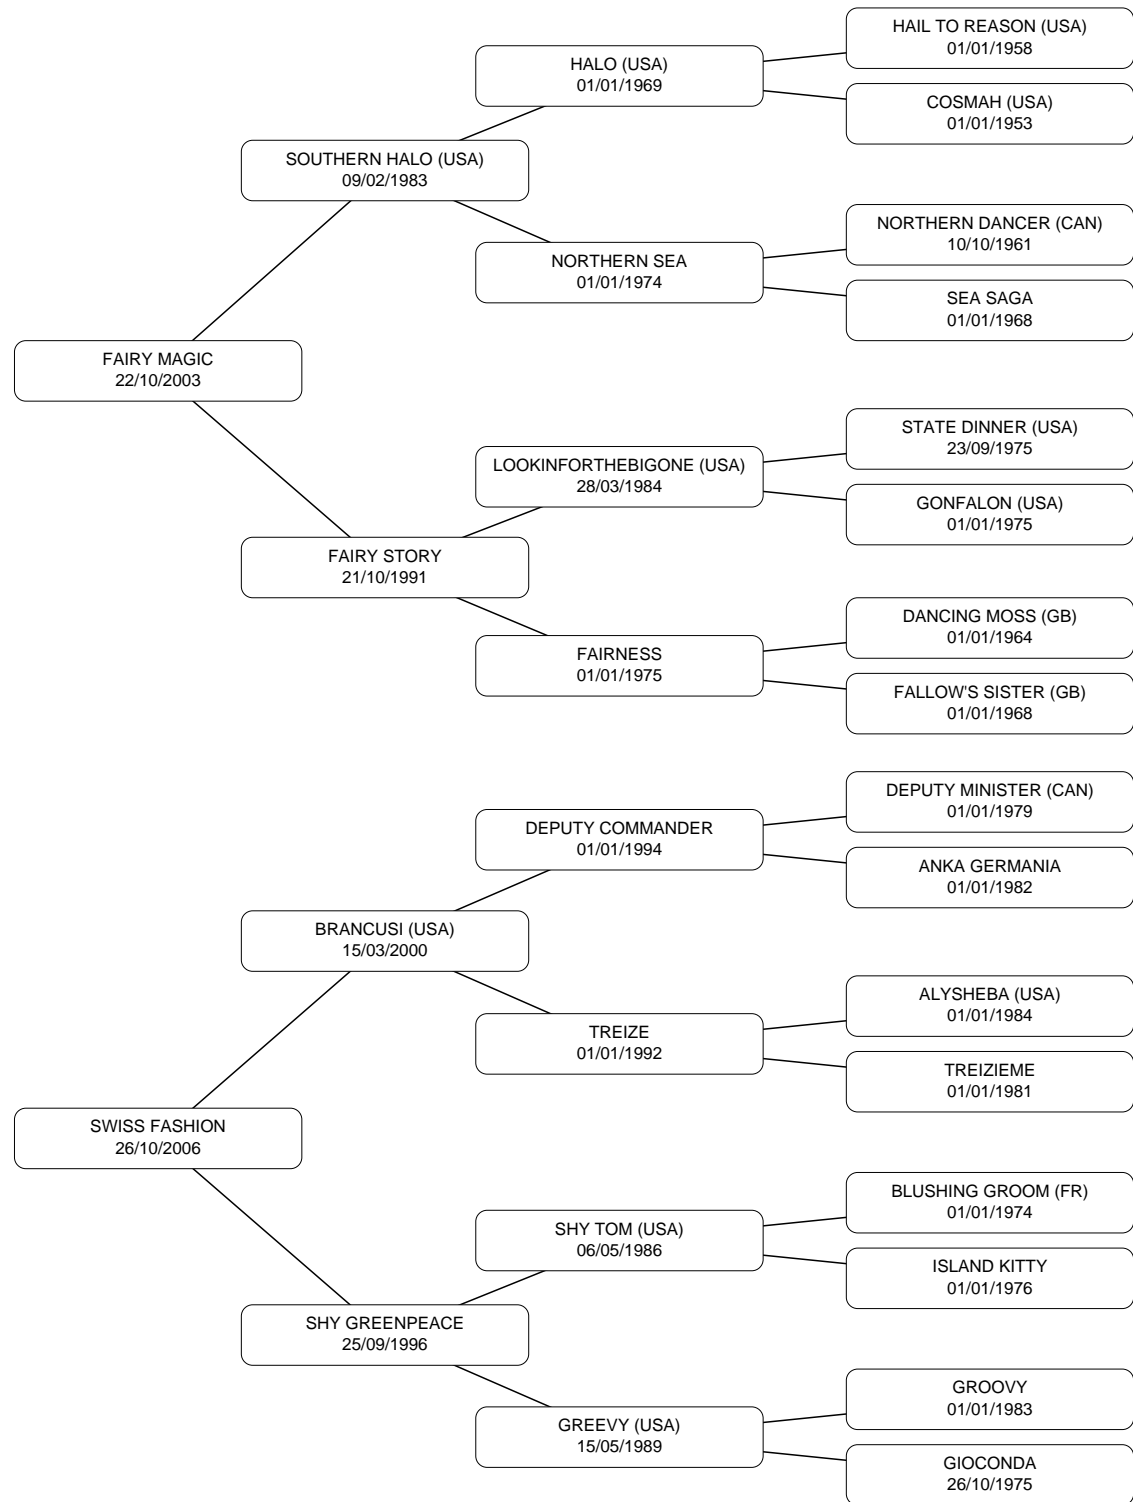 HAIL TO REASON (USA)
01/01/1958
HALO (USA)
01/01/1969
COSMAH (USA)
01/01/1953
SOUTHERN HALO (USA)
09/02/1983
NORTHERN DANCER (CAN)
10/10/1961
NORTHERN SEA
01/01/1974
SEA SAGA
01/01/1968
FAIRY MAGIC
22/10/2003
STATE DINNER (USA)
23/09/1975
LOOKINFORTHEBIGONE (USA)
28/03/1984
GONFALON (USA)
01/01/1975
FAIRY STORY
21/10/1991
DANCING MOSS (GB)
01/01/1964
FAIRNESS
01/01/1975
FALLOW'S SISTER (GB)
01/01/1968
DEPUTY MINISTER (CAN)
01/01/1979
DEPUTY COMMANDER
01/01/1994
ANKA GERMANIA
01/01/1982
BRANCUSI (USA)
15/03/2000
ALYSHEBA (USA)
01/01/1984
TREIZE
01/01/1992
TREIZIEME
01/01/1981
SWISS FASHION
26/10/2006
BLUSHING GROOM (FR)
01/01/1974
SHY TOM (USA)
06/05/1986
ISLAND KITTY
01/01/1976
SHY GREENPEACE
25/09/1996
GROOVY
01/01/1983
GREEVY (USA)
15/05/1989
GIOCONDA
26/10/1975